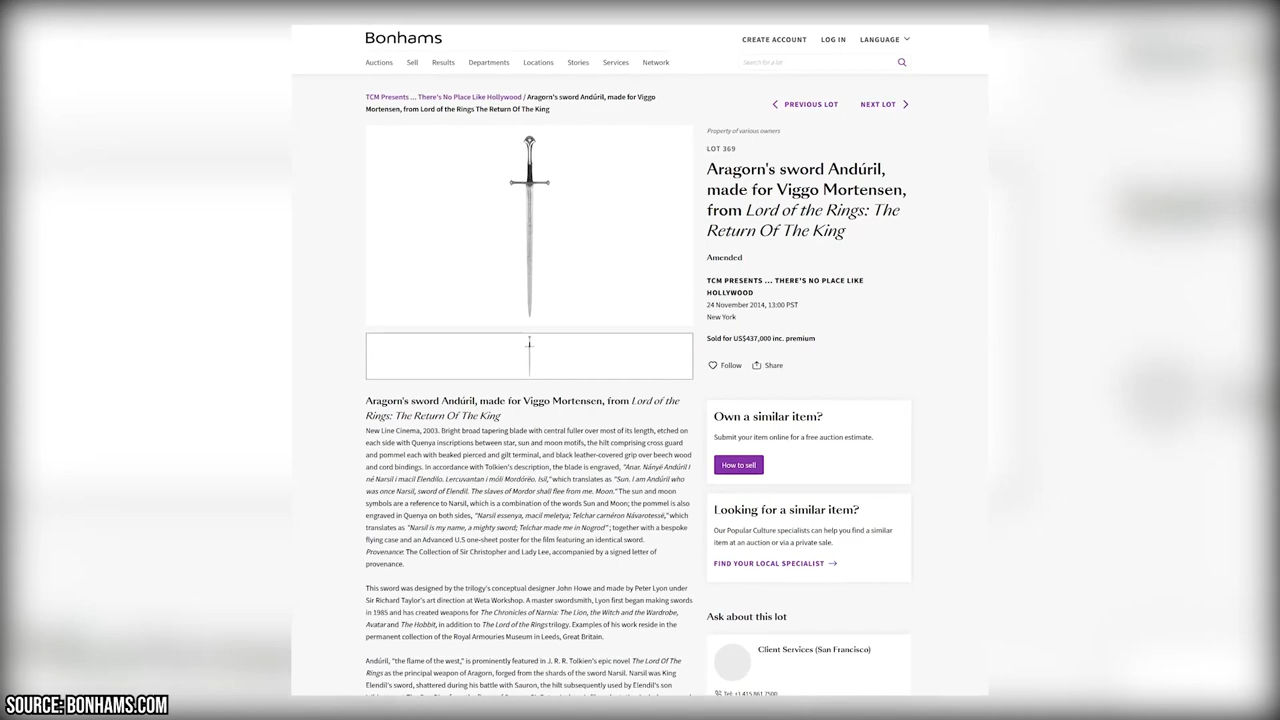 Bonhams
CREATE ACCOUNT LOG IN LANGUAGE
Auctions Sell Results Departments Locations Stories Services Network
Search for a lot
TCM Presents ... There's No Place Like Hollywood / Aragorn's sword Andúril, made for Viggo
Mortensen, from Lord of the Rings The Return Of The King
PREVIOUS LOT NEXT LOT
Property of various owners
LOT 369
Aragorn's sword Andúril,
made for Viggo Mortensen,
from Lord of the Rings: The
Return Of The King
Amended
TCM PRESENTS ... THERE'S NO PLACE LIKE
HOLLYWOOD
24 November 2014, 13:00 PST
New York
Sold for US$437,000 inc. premium
Follow Share
Aragorn's sword Andúril, made for Viggo Mortensen, from Lord of the
Rings: The Return Of The King
New Line Cinema, 2003. Bright broad tapering blade with central fuller over most of its length, etched on
each side with Quenya inscriptions between star, sun and moon motifs, the hilt comprising cross guard
and pommel each with beaked pierced and gilt terminal, and black leather-covered grip over beech wood
and cord bindings. In accordance with Tolkien's description, the blade is engraved, "Anar. Nányë Andúril I
né Narsil i macil Elendilo. Lercuvantan i móli Mordórëo. Isil," which translates as "Sun. I am Andúril who
was once Narsil, sword of Elendil. The slaves of Mordor shall flee from me. Moon." The sun and moon
symbols are a reference to Narsil, which is a combination of the words Sun and Moon; the pommel is also
engraved in Quenya on both sides, "Narsil essenya, macil meletya; Telchar carnéron Návarotessë," which
translates as "Narsil is my name, a mighty sword; Telchar made me in Nogrod" ; together with a bespoke
flying case and an Advanced U.S one-sheet poster for the film featuring an identical sword.
Provenance: The Collection of Sir Christopher and Lady Lee, accompanied by a signed letter of
provenance.
This sword was designed by the trilogy's conceptual designer John Howe and made by Peter Lyon under
Sir Richard Taylor's art direction at Weta Workshop. A master swordsmith, Lyon first began making swords
in 1985 and has created weapons for The Chronicles of Narnia: The Lion, the Witch and the Wardrobe,
Avatar and The Hobbit, in addition to The Lord of the Rings trilogy. Examples of his work reside in the
permanent collection of the Royal Armouries Museum in Leeds, Great Britain.
Andúril, "the flame of the west," is prominently featured in J. R. R. Tolkien's epic novel The Lord Of The
Rings as the principal weapon of Aragorn, forged from the shards of the sword Narsil. Narsil was King
Elendil's sword, shattered during his battle with Sauron, the hilt subsequently used by Elendil's son
Own a similar item?
Submit your item online for a free auction estimate.
How to sell
Looking for a similar item?
Our Popular Culture specialists can help you find a similar
item at an auction or via a private sale.
FIND YOUR LOCAL SPECIALIST
Ask about this lot
Client Services (San Francisco)
Tel: +1 415 861 7500
SOURCE: BONHAMS.COM